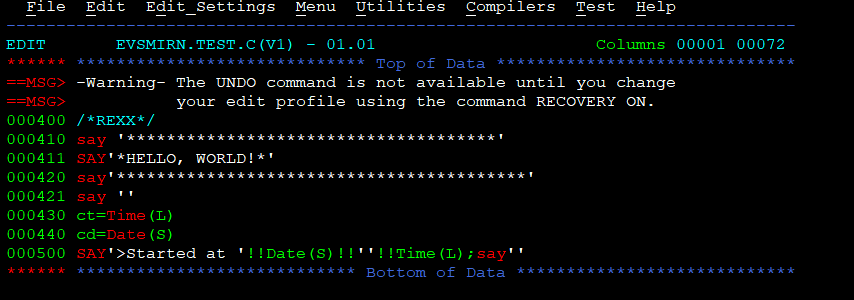 File Edit Edit_Settings Menu Utilities Compilers Test Help
EDIT EVSMIRN.TEST.C(V1) - 01.01 Columns 00001 00072
****** ***************************** Top of Data ******************************
==MSG> -Warning- The UNDO command is not available until you change
==MSG> your edit profile using the command RECOVERY ON.
000400 /*REXX*/
000410 say '*************************************'
000411 SAY'*HELLO, WORLD!*'
000420 say'*****************************************'
000421 say ''
000430 ct=Time(L)
000440 cd=Date(S)
000500 SAY'>Started at '!!Date(S)!!''!!Time(L);say''
****** **************************** Bottom of Data ****************************